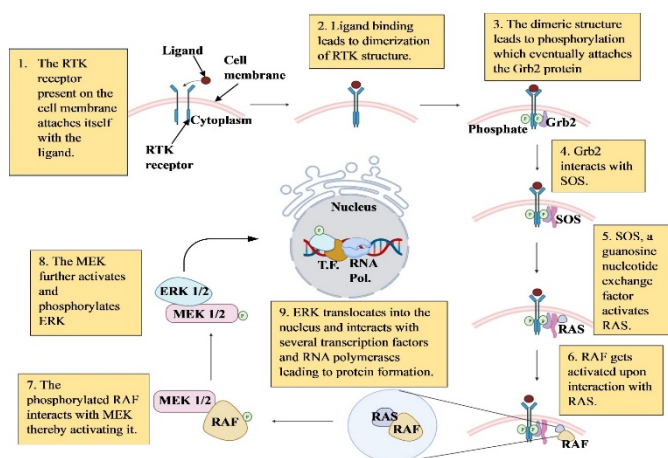 1. The RTK
receptor
present on the
cell membrane
attaches itself
with the
ligand.
Ligand
Cell
membrane
Cytoplasm
RTK
receptor
2. Ligand binding
leads to dimerization
of RTK structure.
3. The dimeric structure
leads to phosphorylation
which eventually attaches
the Grb2 protein
P
P
Phosphate
Grb2
4. Grb2
interacts with
SOS.
P
P
SOS
5. SOS, a
guanosine
nucleotide
exchange
factor
activates
RAS.
P
P
RAS
6. RAF gets
activated upon
interaction with
RAS.
P
P
RAF
RAS
RAF
7. The
phosphorylated RAF
interacts with MEK
thereby activating it.
MEK 1/2
RAF
P
8. The MEK
further activates
and
phosphorylates
ERK
ERK 1/2
MEK 1/2
P
9. ERK translocates into the
nucleus and interacts with
several transcription factors
and RNA polymerses
leading to protein formation.
Nucleus
P
T.F.
RNA
Pol.